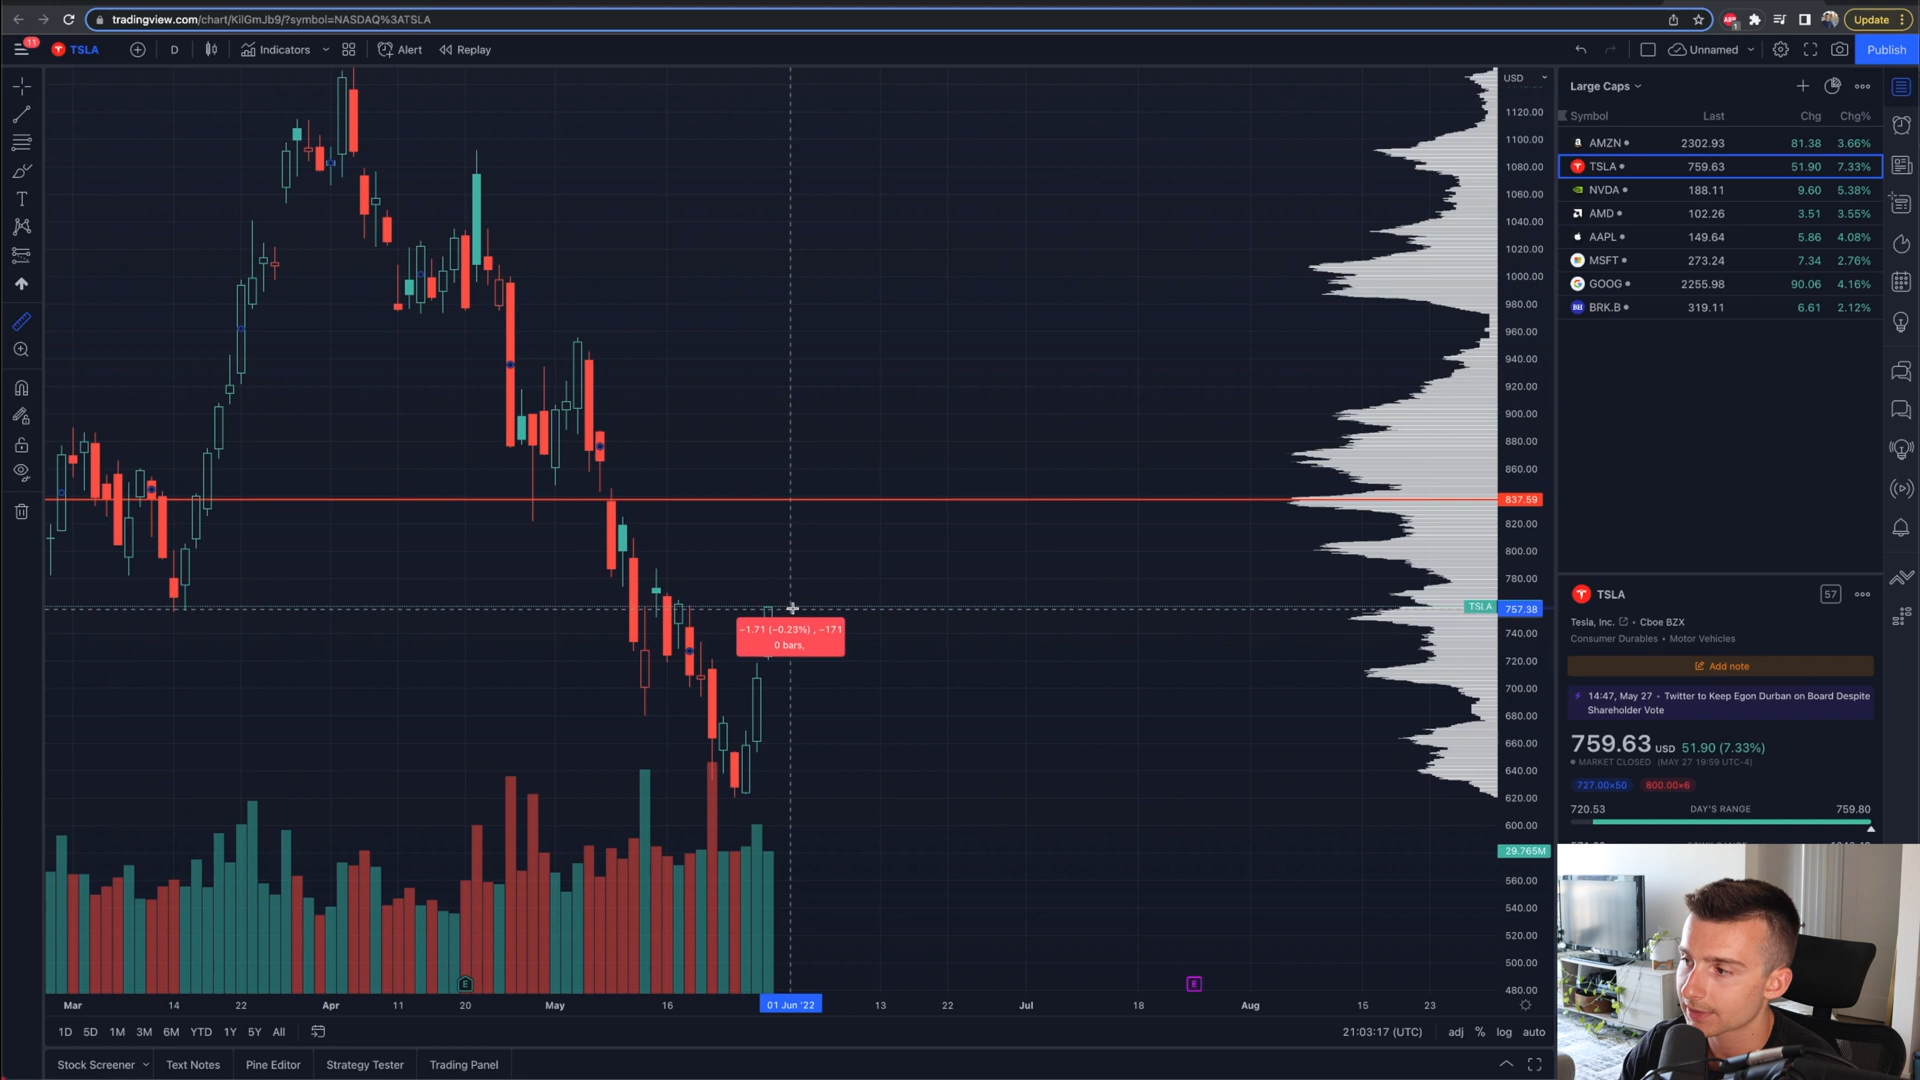 tradingview.com/chart/KilGmJb9/?symbol=NASDAQ%3ATSLA
ABP
1
Update
11
TSLA
D
Indicators
Alert
Replay
Unnamed
Publish
USD
1120.00
1100.00
1080.00
1060.00
1040.00
1020.00
1000.00
980.00
960.00
940.00
920.00
900.00
880.00
860.00
837.59
820.00
800.00
780.00
TSLA
757.38
740.00
720.00
700.00
680.00
660.00
640.00
620.00
600.00
29.765M
560.00
540.00
520.00
500.00
480.00
−1.71 (−0.23%) , −171
0 bars,
E
E
Mar 14 22 Apr 11 20 May 16 01 Jun '22 13 22 Jul 18 Aug 15 23
1D 5D 1M 3M 6M YTD 1Y 5Y All
21:03:17 (UTC) adj % log auto
Stock Screener Text Notes Pine Editor Strategy Tester Trading Panel
Large Caps
Symbol Last Chg Chg%
AMZN 2302.93 81.38 3.66%
TSLA 759.63 51.90 7.33%
NVDA 188.11 9.60 5.38%
AMD 102.26 3.51 3.55%
AAPL 149.64 5.86 4.08%
MSFT 273.24 7.34 2.76%
GOOG 2255.98 90.06 4.16%
BRK.B 319.11 6.61 2.12%
TSLA 57
Tesla, Inc. • Cboe BZX
Consumer Durables • Motor Vehicles
Add note
14:47, May 27 • Twitter to Keep Egon Durban on Board Despite
Shareholder Vote
759.63 USD 51.90 (7.33%)
MARKET CLOSED (MAY 27 19:59 UTC-4)
727.00×50 800.00×6
720.53 DAY'S RANGE 759.80